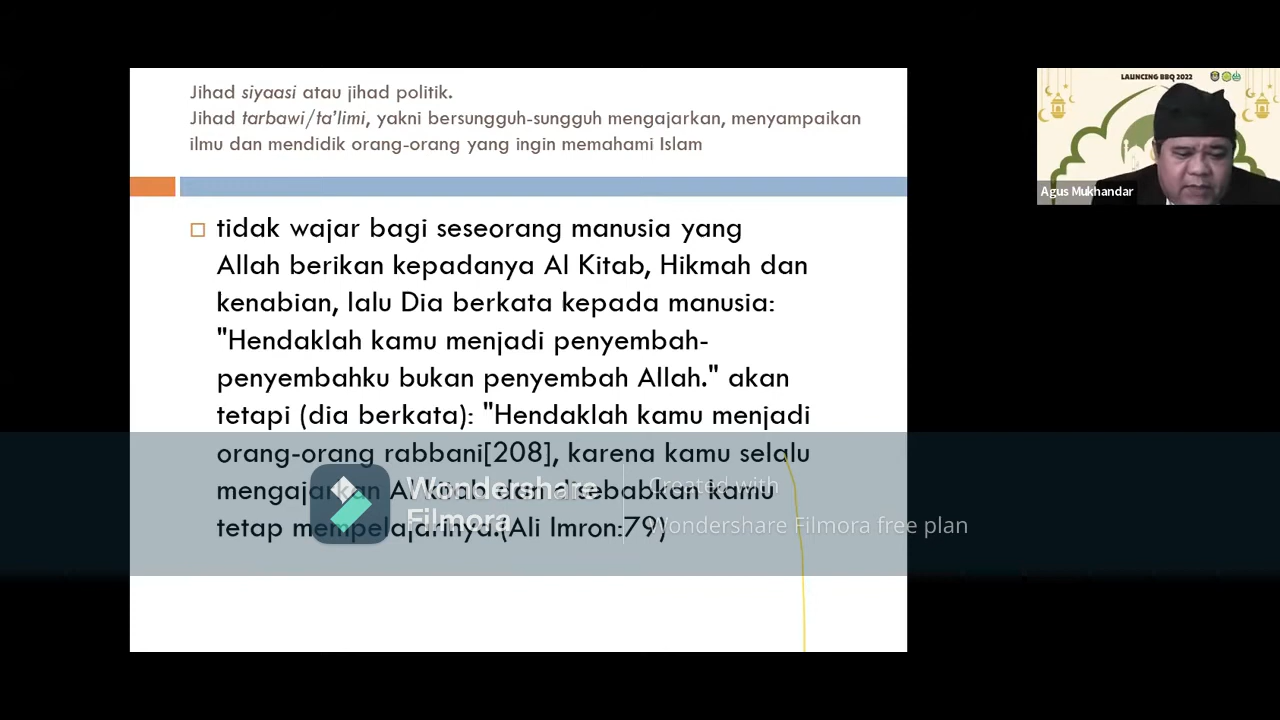 Jihad siyaasi atau jihad politik.
Jihad tarbawi/ta'limi, yakni bersungguh-sungguh mengajarkan, menyampaikan
ilmu dan mendidik orang-orang yang ingin memahami Islam
tidak wajar bagi seseorang manusia yang
Allah berikan kepadanya Al Kitab, Hikmah dan
kenabian, lalu Dia berkata kepada manusia:
"Hendaklah kamu menjadi penyembah-
penyembahku bukan penyembah Allah." akan
tetapi (dia berkata): "Hendaklah kamu menjadi
orang-orang rabbani[208], karena kamu selalu
mengajarkan Al kitab dan disebabkan kamu
tetap mempelajarinya.(Ali Imron:79)
Wondershare
Filmora
Created with
Wondershare Filmora free plan
LAUNCING BBQ 2022
Agus Mukhandar